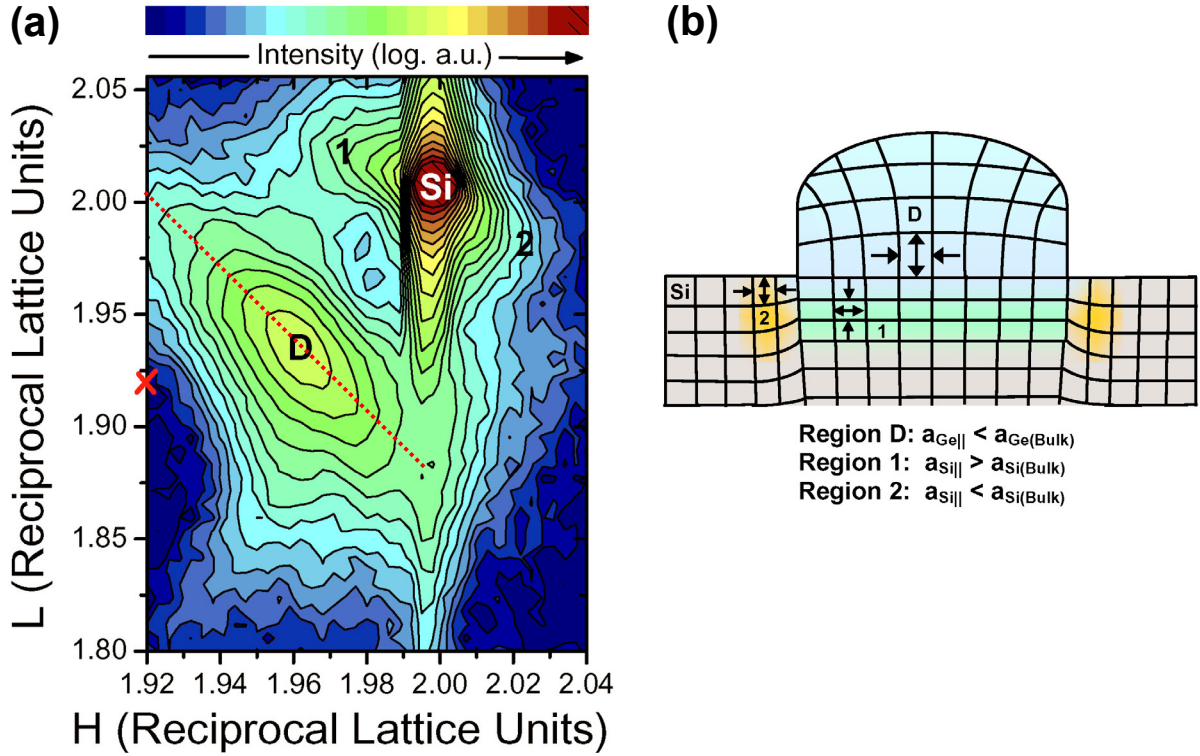 (a)
Intensity (log. a.u.)
L (Reciprocal Lattice Units)
2.05
2.00
1.95
1.90
1.85
1.80
1
Si
2
D
1.92
1.94
1.96
1.98
2.00
2.02
2.04
H (Reciprocal Lattice Units)
(b)
D
Si
2
1
Region D: aGe|| < aGe(Bulk)
Region 1: aSi|| > aSi(Bulk)
Region 2: aSi|| < aSi(Bulk)